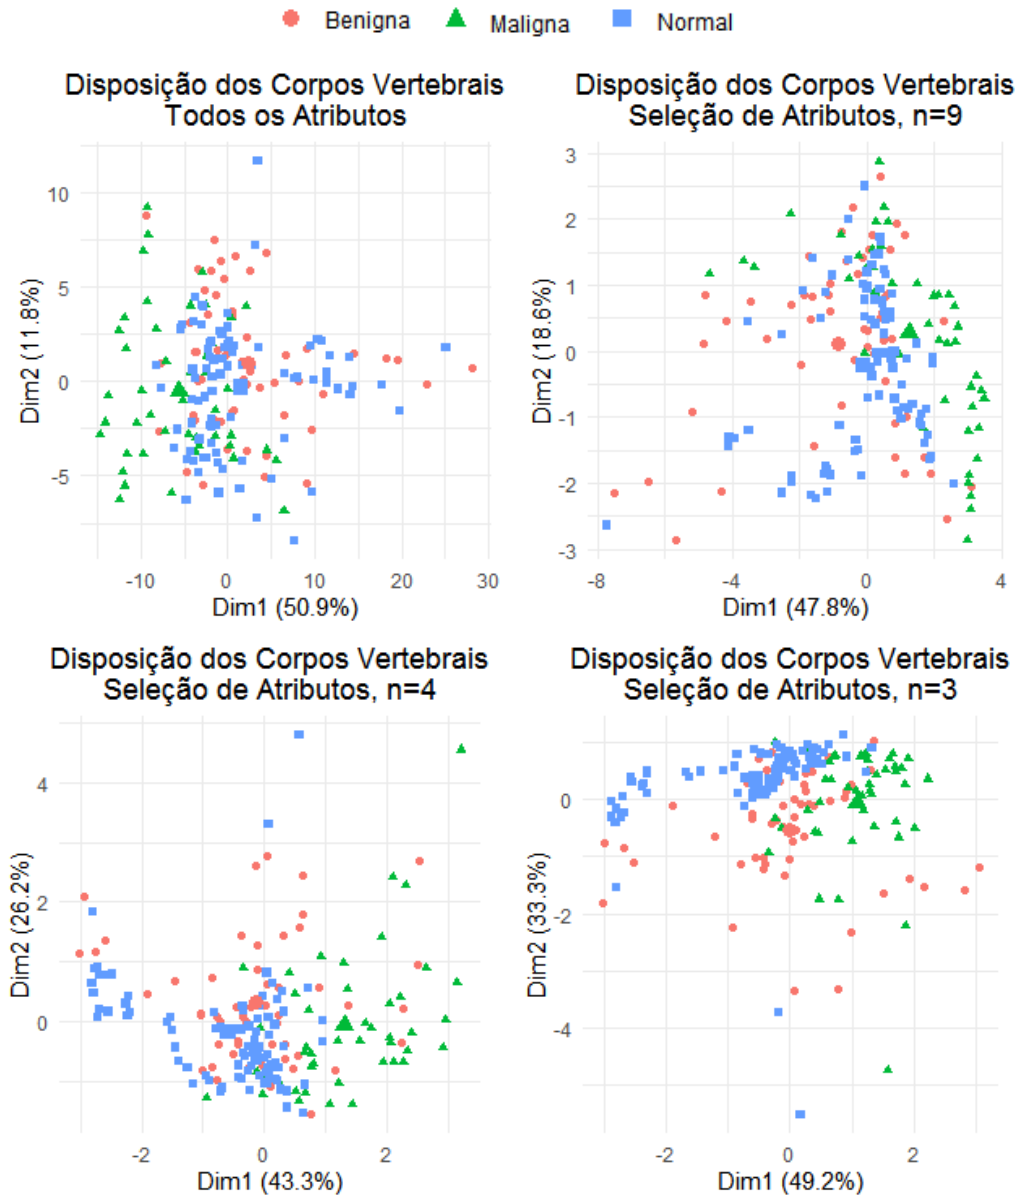 Benigna Maligna Normal
Disposição dos Corpos Vertebrais
Todos os Atributos
Dim2 (11.8%)
10
5
0
-5
-10 0 10 20 30
Dim1 (50.9%)
Disposição dos Corpos Vertebrais
Seleção de Atributos, n=9
Dim2 (18.6%)
3
2
1
0
-1
-2
-3
-8 -4 0 4
Dim1 (47.8%)
Disposição dos Corpos Vertebrais
Seleção de Atributos, n=4
Dim2 (26.2%)
4
2
0
-2 0 2
Dim1 (43.3%)
Disposição dos Corpos Vertebrais
Seleção de Atributos, n=3
Dim2 (33.3%)
0
-2
-4
-2 0 2
Dim1 (49.2%)